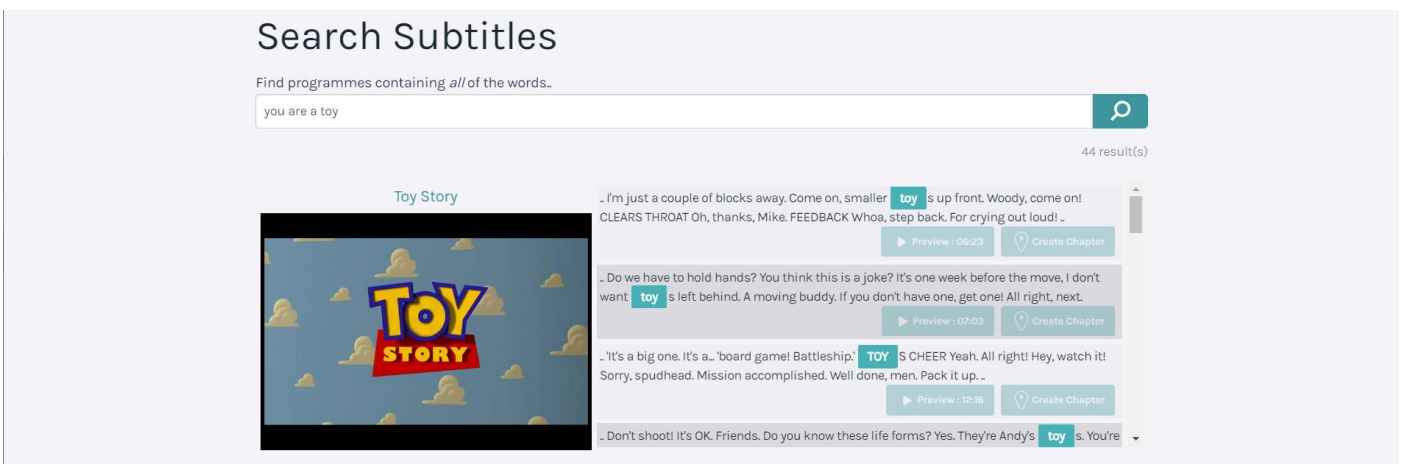 Search Subtitles
Find programmes containing all of the words..
you are a toy
44 result(s)
Toy Story
TOY
STORY
.. I'm just a couple of blocks away. Come on, smaller toy s up front. Woody, come on!
CLEARS THROAT Oh, thanks, Mike. FEEDBACK Whoa, step back. For crying out loud! ..
Preview : 06:23 Create Chapter
.. Do we have to hold hands? You think this is a joke? It's one week before the move, I don't
want toy s left behind. A moving buddy. If you don't have one, get one! All right, next.
Preview : 07:03 Create Chapter
.. 'It's a big one. It's a... 'board game! Battleship.' TOY S CHEER Yeah. All right! Hey, watch it!
Sorry, spudhead. Mission accomplished. Well done, men. Pack it up. ..
Preview : 12:16 Create Chapter
.. Don't shoot! It's OK. Friends. Do you know these life forms? Yes. They're Andy's toy s. You're